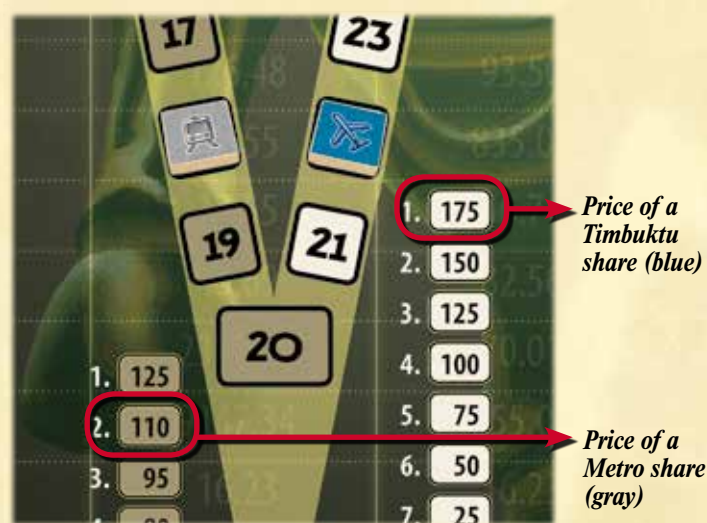 17
23
19
21
20
1. 175
2. 150
3. 125
4. 100
5. 75
6. 50
7. 25
1. 125
2. 110
3. 95
Price of a
Timbuktu
share (blue)
Price of a
Metro share
(gray)